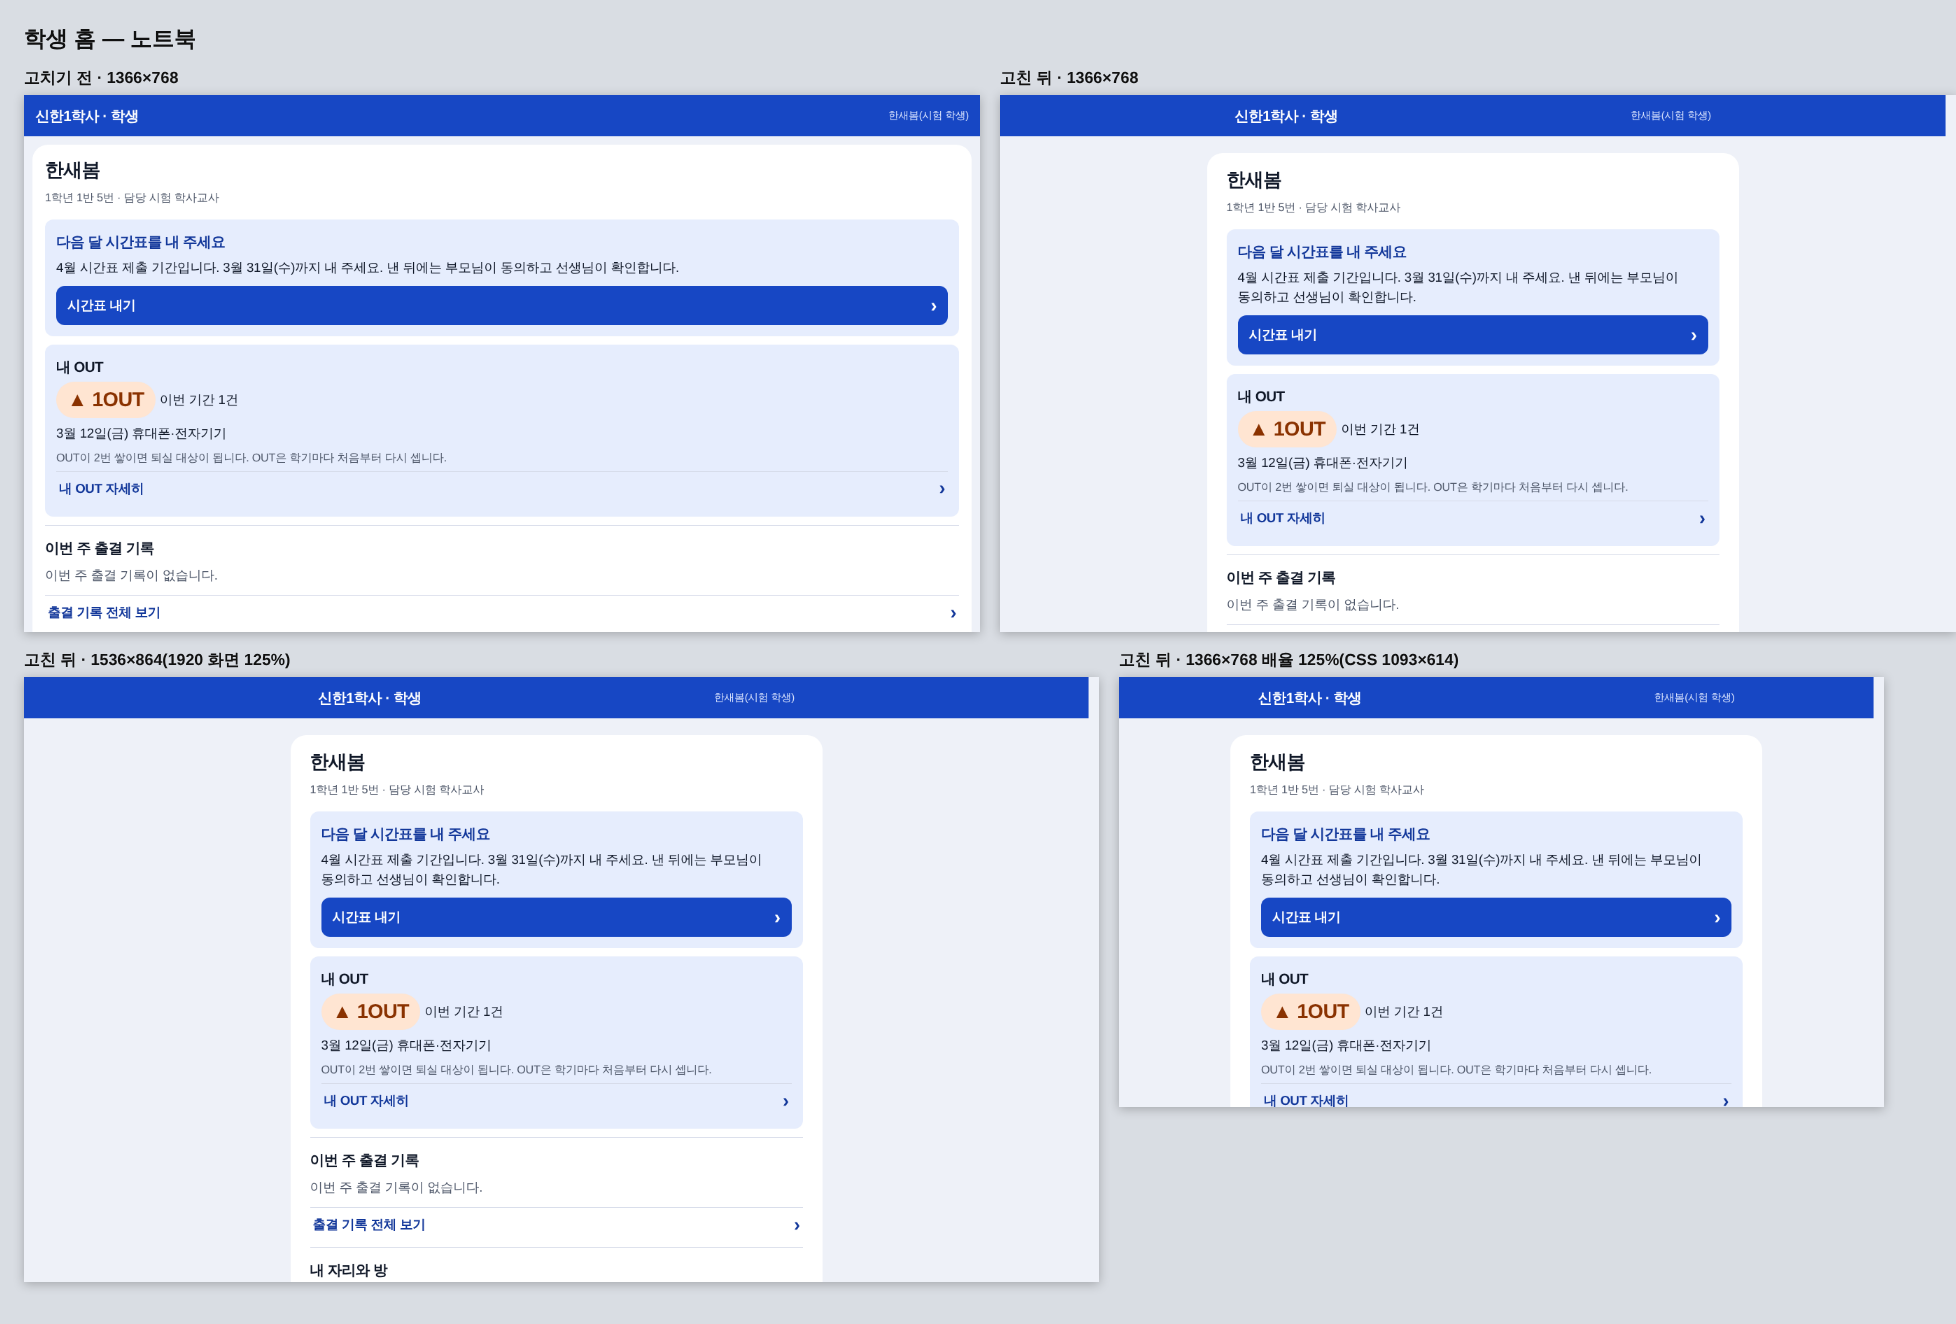 학생 홈 — 노트북
고치기 전 · 1366×768
신한1학사 · 학생
한새봄(시험 학생)
한새봄
1학년 1반 5번 · 담당 시험 학사교사
다음 달 시간표를 내 주세요
4월 시간표 제출 기간입니다. 3월 31일(수)까지 내 주세요. 낸 뒤에는 부모님이 동의하고 선생님이 확인합니다.
시간표 내기 ›
내 OUT
▲ 1OUT 이번 기간 1건
3월 12일(금) 휴대폰·전자기기
OUT이 2번 쌓이면 퇴실 대상이 됩니다. OUT은 학기마다 처음부터 다시 셉니다.
내 OUT 자세히 ›
이번 주 출결 기록
이번 주 출결 기록이 없습니다.
출결 기록 전체 보기 ›
고친 뒤 · 1366×768
신한1학사 · 학생
한새봄(시험 학생)
한새봄
1학년 1반 5번 · 담당 시험 학사교사
다음 달 시간표를 내 주세요
4월 시간표 제출 기간입니다. 3월 31일(수)까지 내 주세요. 낸 뒤에는 부모님이
동의하고 선생님이 확인합니다.
시간표 내기 ›
내 OUT
▲ 1OUT 이번 기간 1건
3월 12일(금) 휴대폰·전자기기
OUT이 2번 쌓이면 퇴실 대상이 됩니다. OUT은 학기마다 처음부터 다시 셉니다.
내 OUT 자세히 ›
이번 주 출결 기록
이번 주 출결 기록이 없습니다.
고친 뒤 · 1536×864(1920 화면 125%)
신한1학사 · 학생
한새봄(시험 학생)
한새봄
1학년 1반 5번 · 담당 시험 학사교사
다음 달 시간표를 내 주세요
4월 시간표 제출 기간입니다. 3월 31일(수)까지 내 주세요. 낸 뒤에는 부모님이
동의하고 선생님이 확인합니다.
시간표 내기 ›
내 OUT
▲ 1OUT 이번 기간 1건
3월 12일(금) 휴대폰·전자기기
OUT이 2번 쌓이면 퇴실 대상이 됩니다. OUT은 학기마다 처음부터 다시 셉니다.
내 OUT 자세히 ›
이번 주 출결 기록
이번 주 출결 기록이 없습니다.
출결 기록 전체 보기 ›
내 자리와 방
고친 뒤 · 1366×768 배율 125%(CSS 1093×614)
신한1학사 · 학생
한새봄(시험 학생)
한새봄
1학년 1반 5번 · 담당 시험 학사교사
다음 달 시간표를 내 주세요
4월 시간표 제출 기간입니다. 3월 31일(수)까지 내 주세요. 낸 뒤에는 부모님이
동의하고 선생님이 확인합니다.
시간표 내기 ›
내 OUT
▲ 1OUT 이번 기간 1건
3월 12일(금) 휴대폰·전자기기
OUT이 2번 쌓이면 퇴실 대상이 됩니다. OUT은 학기마다 처음부터 다시 셉니다.
내 OUT 자세히 ›